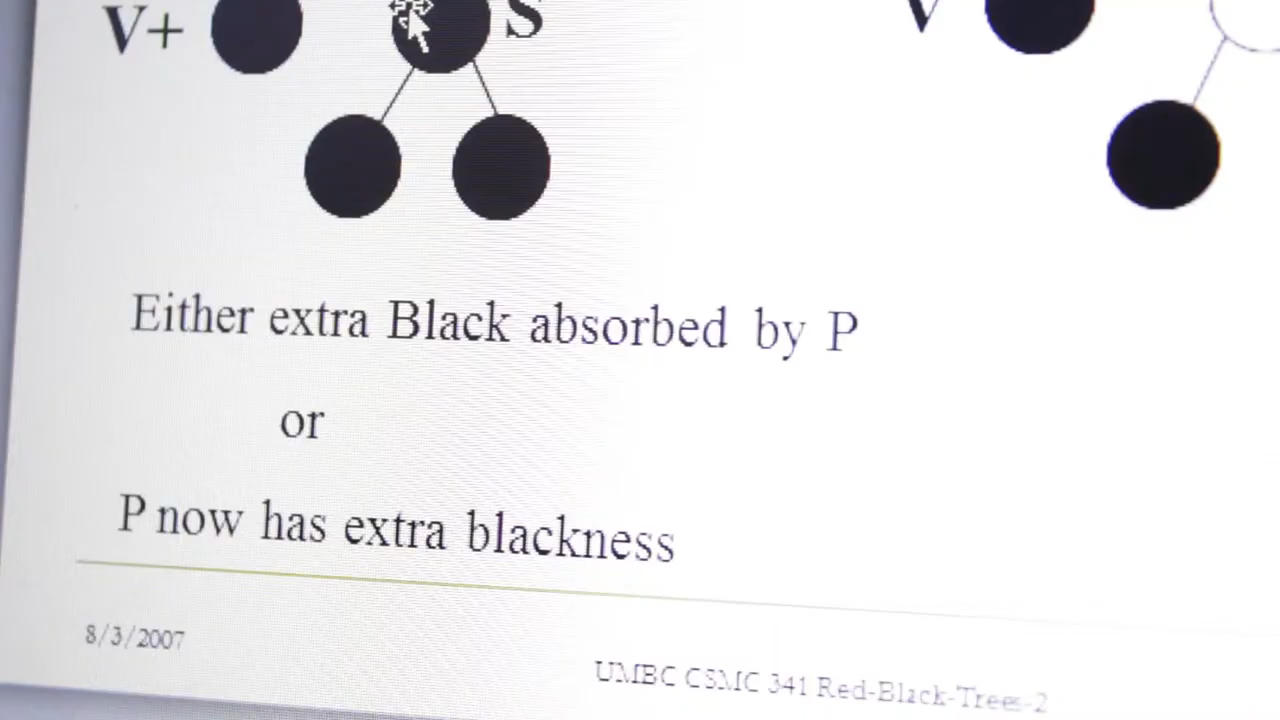 V+ S V
Either extra Black absorbed by P
or
P now has extra blackness
8/3/2007
UMBC CSMC 341 Red-Black-Trees-2